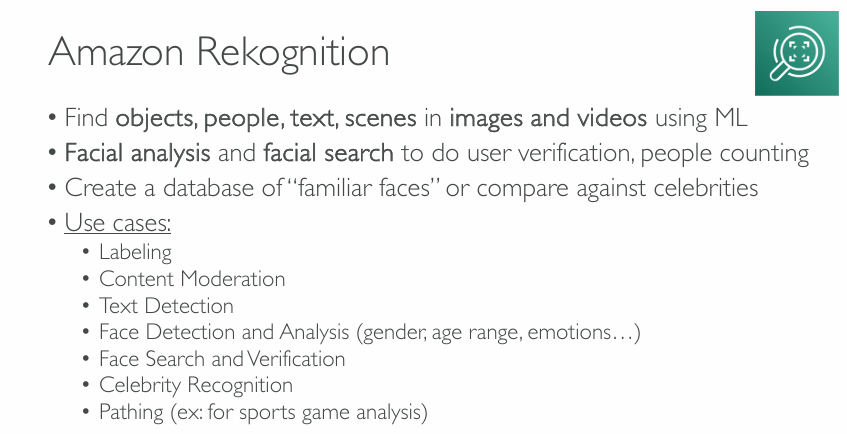 Amazon Rekognition
• Find objects, people, text, scenes in images and videos using ML
• Facial analysis and facial search to do user verification, people counting
• Create a database of “familiar faces” or compare against celebrities
• Use cases:
• Labeling
• Content Moderation
• Text Detection
• Face Detection and Analysis (gender, age range, emotions…)
• Face Search and Verification
• Celebrity Recognition
• Pathing (ex: for sports game analysis)